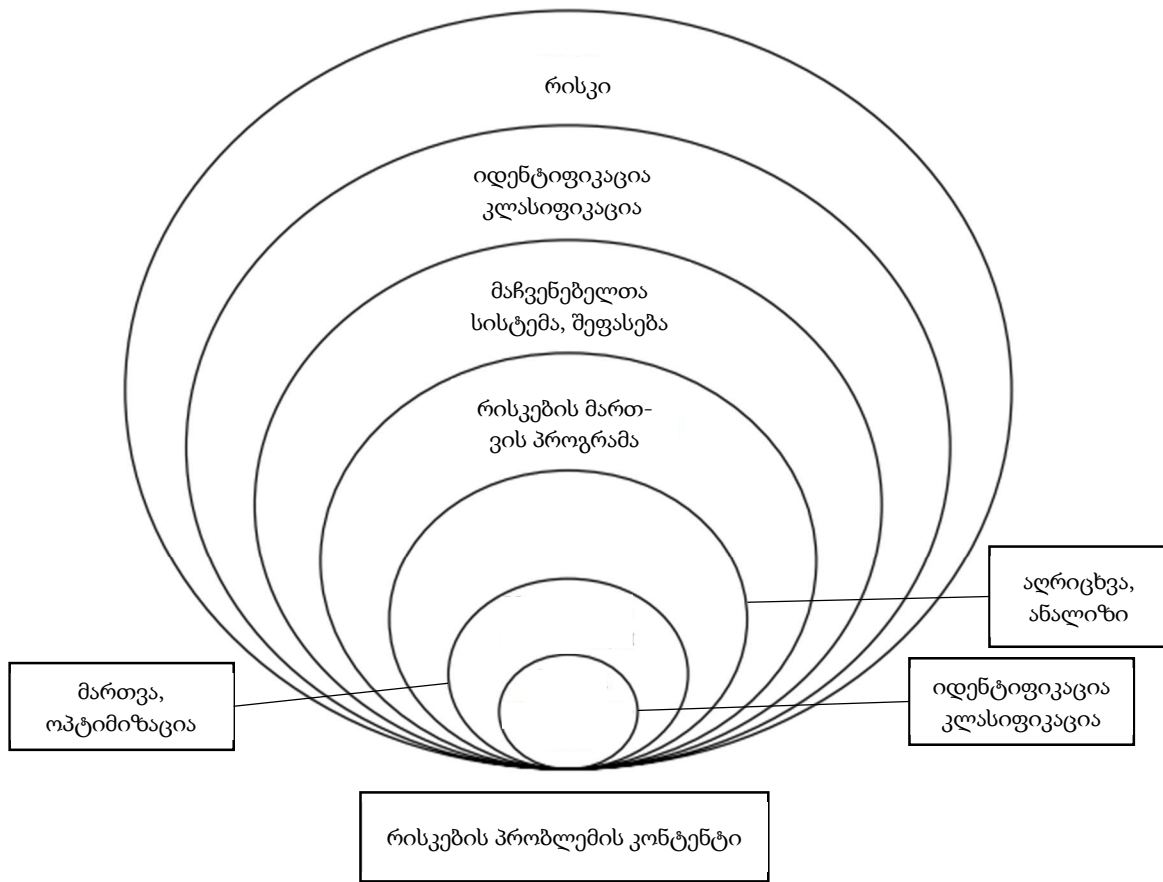 რისკი
იდენტიფიკაცია
კლასიფიკაცია
მაჩვენებელთა
სისტემა, შეფასება
რისკების მართ-
ვის პროგრამა
აღრიცხვა,
ანალიზი
მართვა,
ოპტიმიზაცია
იდენტიფიკაცია
კლასიფიკაცია
რისკების პრობლემის კონტენტი